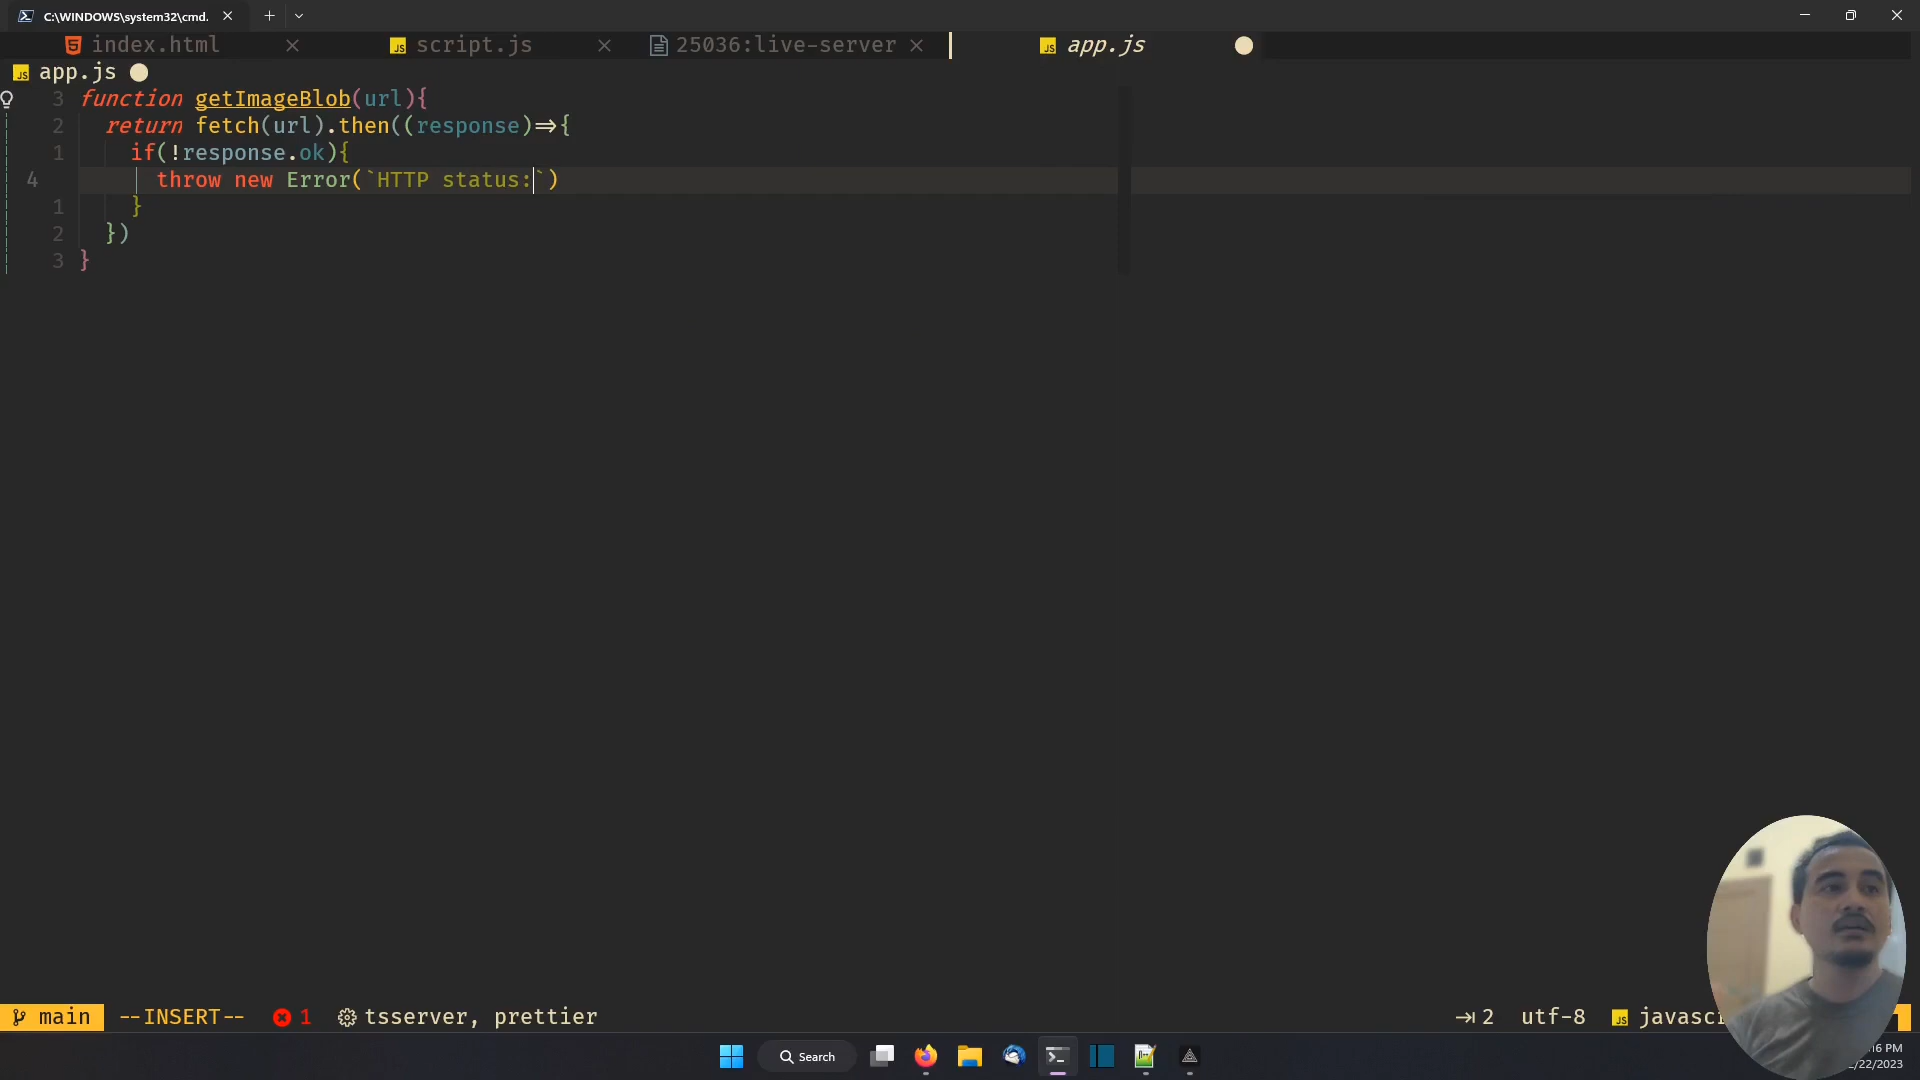 C:\WINDOWS\system32\cmd.
index.html script.js 25036:live-server app.js
app.js
3 function getImageBlob(url){
2 return fetch(url).then((response)=>{
1 if(!response.ok){
4 throw new Error(`HTTP status:`)
1 }
2 })
3 }
main --INSERT-- 1 tsserver, prettier 2 utf-8
Search